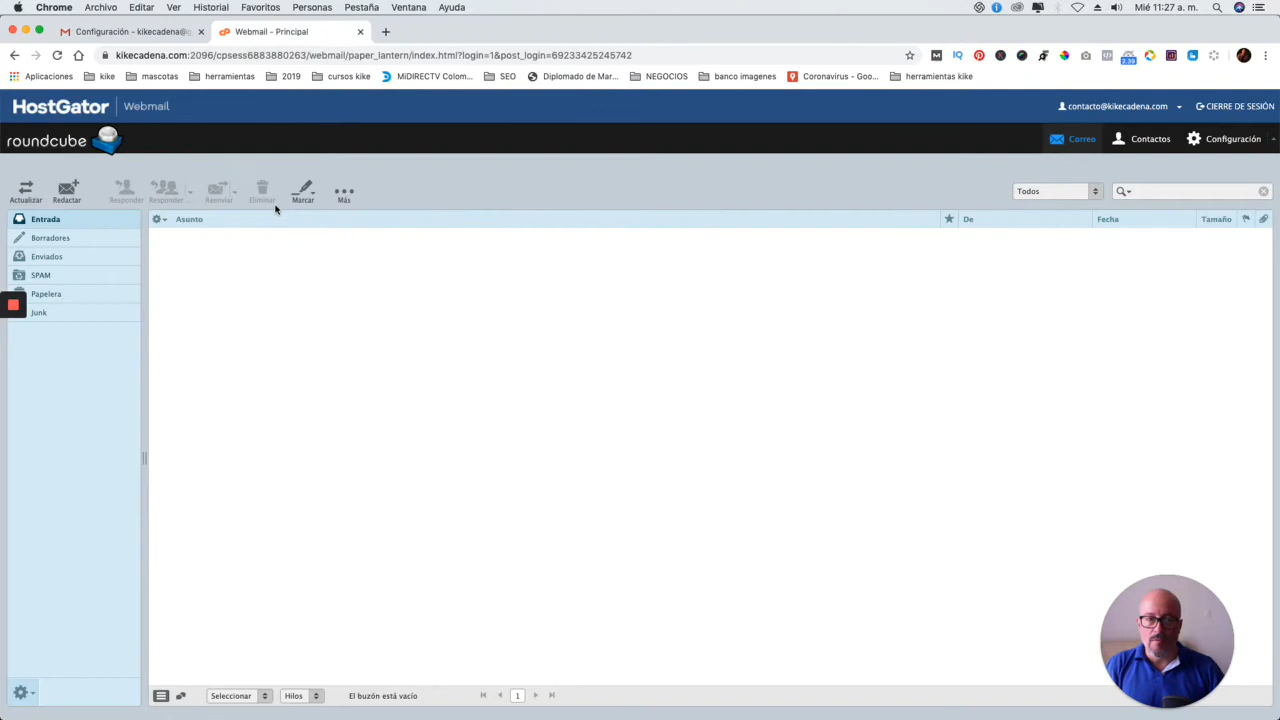 Chrome Archivo Editar Ver Historial Favoritos Personas Pestaña Ventana Ayuda Mié 11:27 a. m.
Configuración - kikecadena@g Webmail - Principal
kikecadena.com:2096/cpsess6883880263/webmail/paper_lantern/index.html?login=1&post_login=69233425245742
Aplicaciones kike mascotas herramientas 2019 cursos kike MiDIRECTV Colom... SEO Diplomado de Mar... NEGOCIOS banco imagenes Coronavirus - Goo... herramientas kike
HostGator Webmail contacto@kikecadena.com CIERRE DE SESIÓN
roundcube Correo Contactos Configuración
Actualizar Redactar Responder Responder ... Reenviar Eliminar Marcar Más Todos
Entrada Asunto De Fecha Tamaño
Borradores
Enviados
SPAM
Papelera
Junk
Seleccionar Hilos El buzón está vacío 1